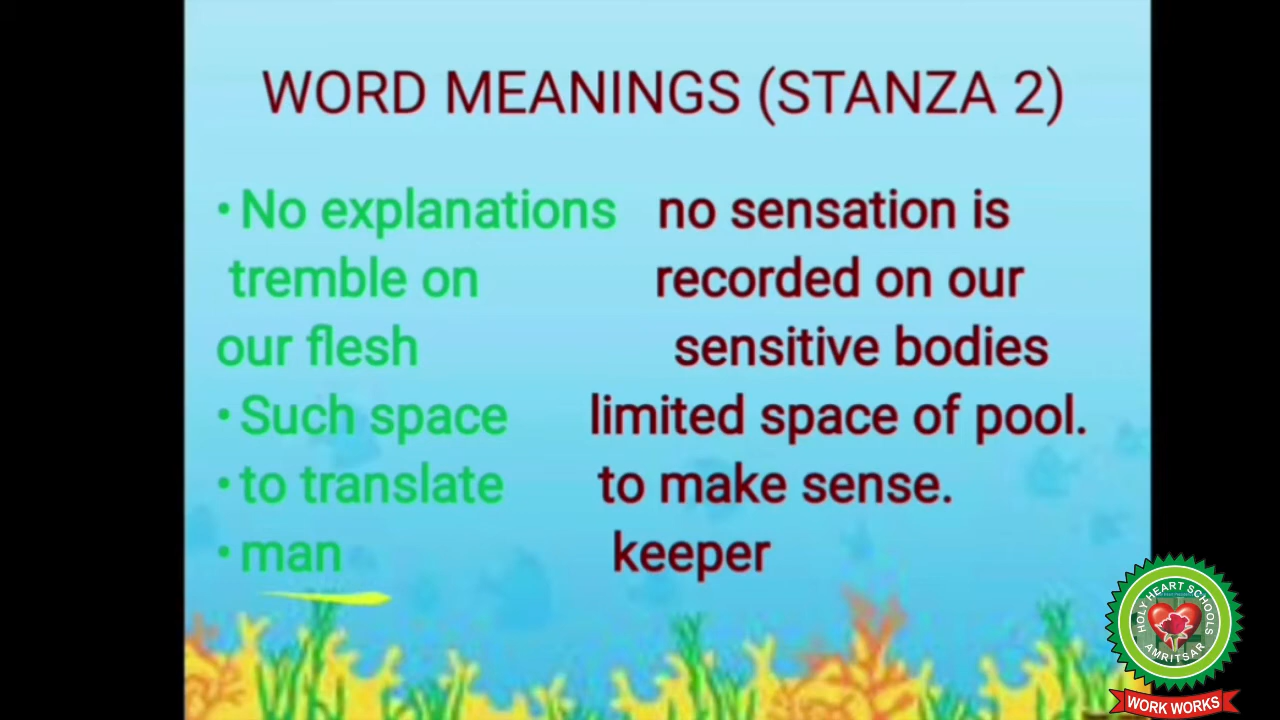 WORD MEANINGS (STANZA 2)
• No explanations no sensation is
tremble on recorded on our
our flesh sensitive bodies
• Such space limited space of pool.
• to translate to make sense.
• man keeper
HOLY HEART SCHOOLS
AMRITSAR
WORK WORKS